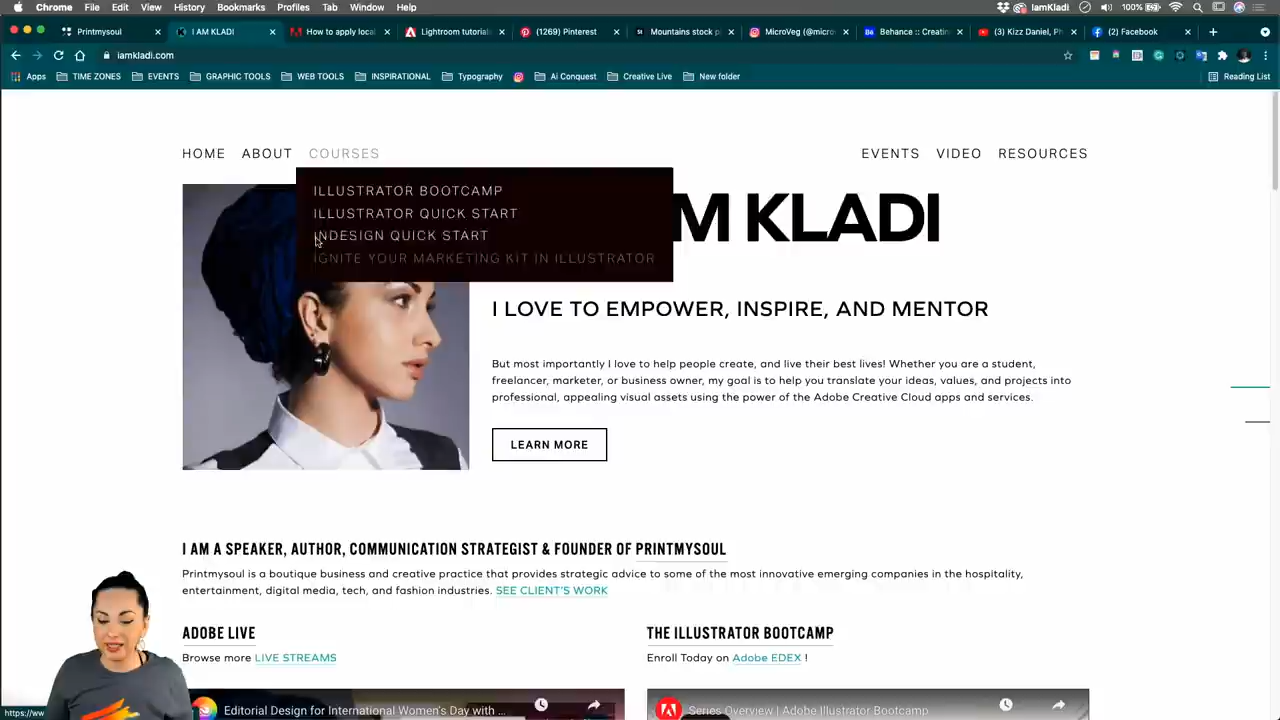 Chrome File Edit View History Bookmarks Profiles Tab Window Help
IamKladi 100%
Printmysoul
I AM KLADI
How to apply local
Lightroom tutorials
(1269) Pinterest
Mountains stock p
MicroVeg (@micro
Behance :: Creativ
(3) Kizz Daniel, Ph
(2) Facebook
iamkladi.com
Apps TIME ZONES EVENTS GRAPHIC TOOLS WEB TOOLS INSPIRATIONAL Typography Ai Conquest Creative Live New folder Reading List
HOME ABOUT COURSES EVENTS VIDEO RESOURCES
ILLUSTRATOR BOOTCAMP
ILLUSTRATOR QUICK START
INDESIGN QUICK START
IGNITE YOUR MARKETING KIT IN ILLUSTRATOR
M KLADI
I LOVE TO EMPOWER, INSPIRE, AND MENTOR
But most importantly I love to help people create, and live their best lives! Whether you are a student,
freelancer, marketer, or business owner, my goal is to help you translate your ideas, values, and projects into
professional, appealing visual assets using the power of the Adobe Creative Cloud apps and services.
LEARN MORE
I AM A SPEAKER, AUTHOR, COMMUNICATION STRATEGIST & FOUNDER OF PRINTMYSOUL
Printmysoul is a boutique business and creative practice that provides strategic advice to some of the most innovative emerging companies in the hospitality,
entertainment, digital media, tech, and fashion industries. SEE CLIENT'S WORK
ADOBE LIVE
Browse more LIVE STREAMS
THE ILLUSTRATOR BOOTCAMP
Enroll Today on Adobe EDEX !
Editorial Design for International Women's Day with ...
Series Overview | Adobe Illustrator Bootcamp
https://ww